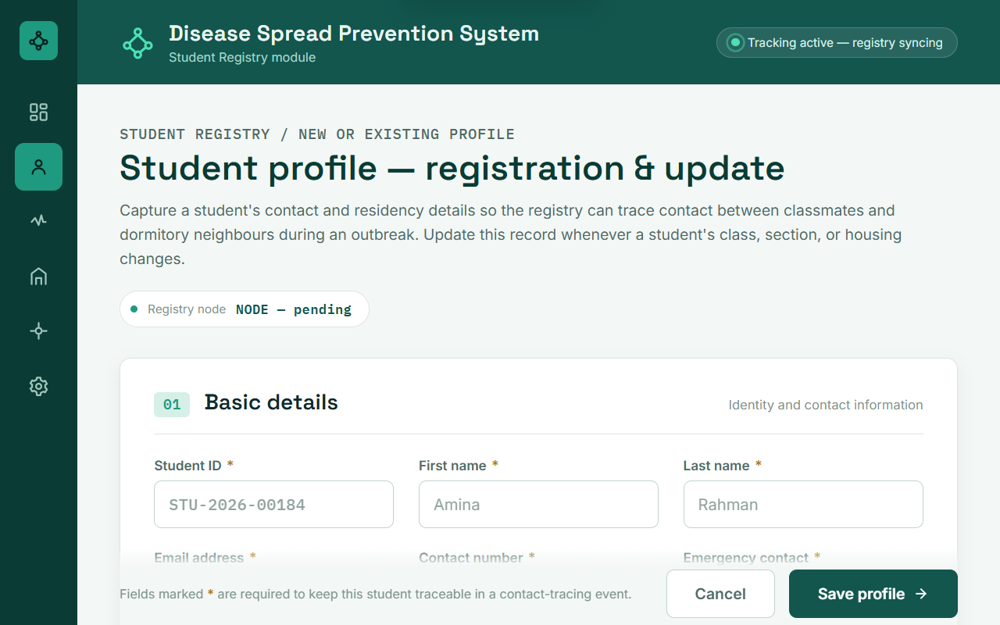 Disease Spread Prevention System
Student Registry module
Tracking active — registry syncing
STUDENT REGISTRY / NEW OR EXISTING PROFILE
Student profile — registration & update
Capture a student's contact and residency details so the registry can trace contact between classmates and
dormitory neighbours during an outbreak. Update this record whenever a student's class, section, or housing
changes.
Registry node NODE — pending
01 Basic details
Identity and contact information
Student ID * First name * Last name *
STU-2026-00184 Amina Rahman
Email address * Contact number * Emergency contact *
Fields marked * are required to keep this student traceable in a contact-tracing event.
Cancel
Save profile →